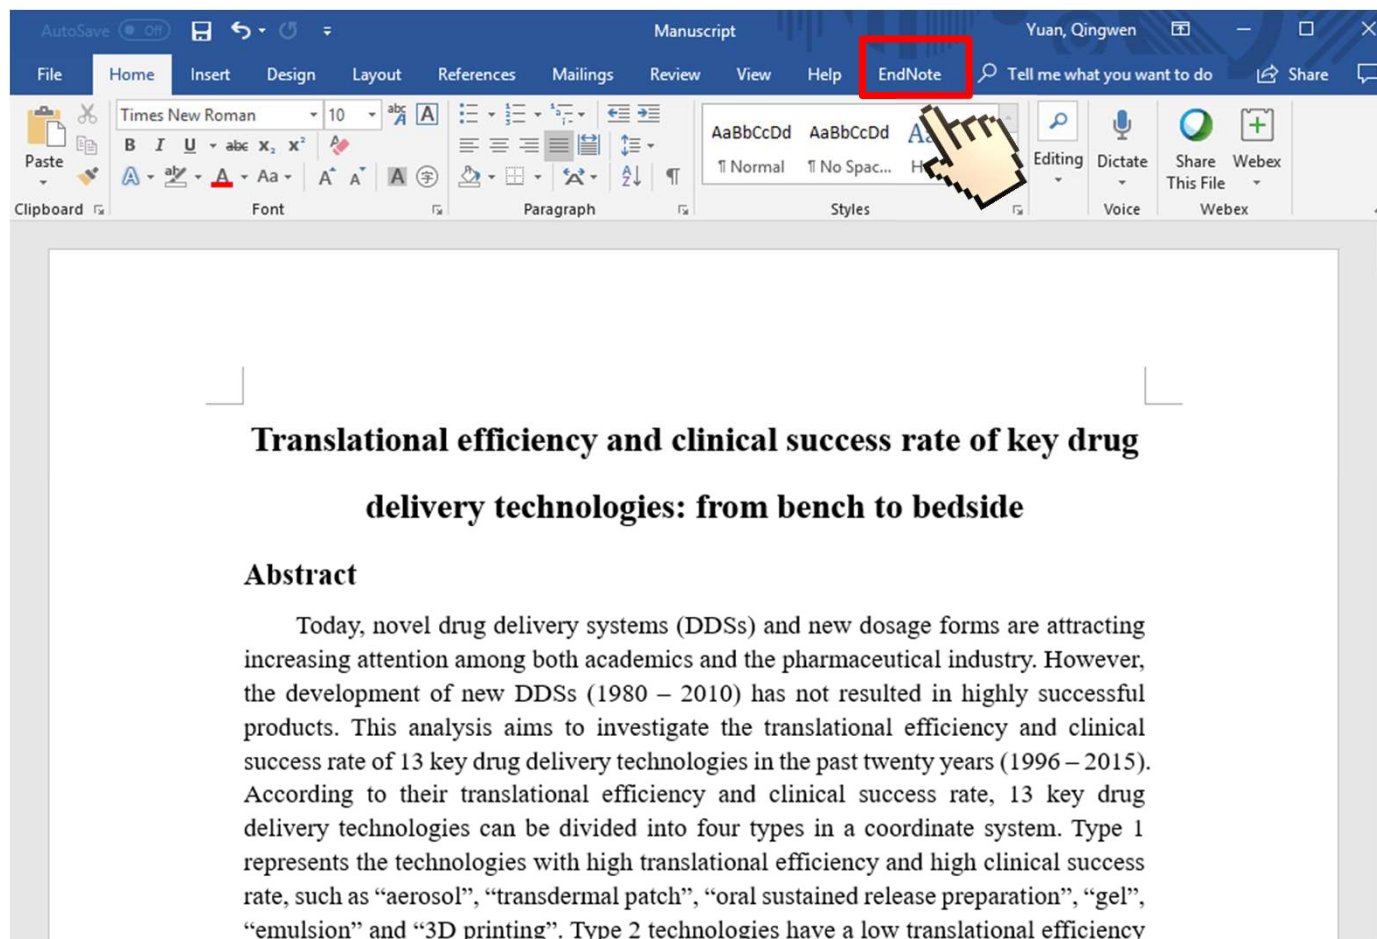 AutoSave Off Manuscript Yuan, Qingwen
File Home Insert Design Layout References Mailings Review View Help EndNote Tell me what you want to do Share
Times New Roman 10 abc A A
AaBbCcDd AaBbCcDd
Paste B I U abc X₂ X² Editing Dictate Share Webex
¶ Normal ¶ No Spac... This File
A aby A Aa A A A 字
Clipboard Font Paragraph Styles Voice Webex
Translational efficiency and clinical success rate of key drug
delivery technologies: from bench to bedside
Abstract
Today, novel drug delivery systems (DDSs) and new dosage forms are attracting
increasing attention among both academics and the pharmaceutical industry. However,
the development of new DDSs (1980 – 2010) has not resulted in highly successful
products. This analysis aims to investigate the translational efficiency and clinical
success rate of 13 key drug delivery technologies in the past twenty years (1996 – 2015).
According to their translational efficiency and clinical success rate, 13 key drug
delivery technologies can be divided into four types in a coordinate system. Type 1
represents the technologies with high translational efficiency and high clinical success
rate, such as “aerosol”, “transdermal patch”, “oral sustained release preparation”, “gel”,
“emulsion” and “3D printing”. Type 2 technologies have a low translational efficiency